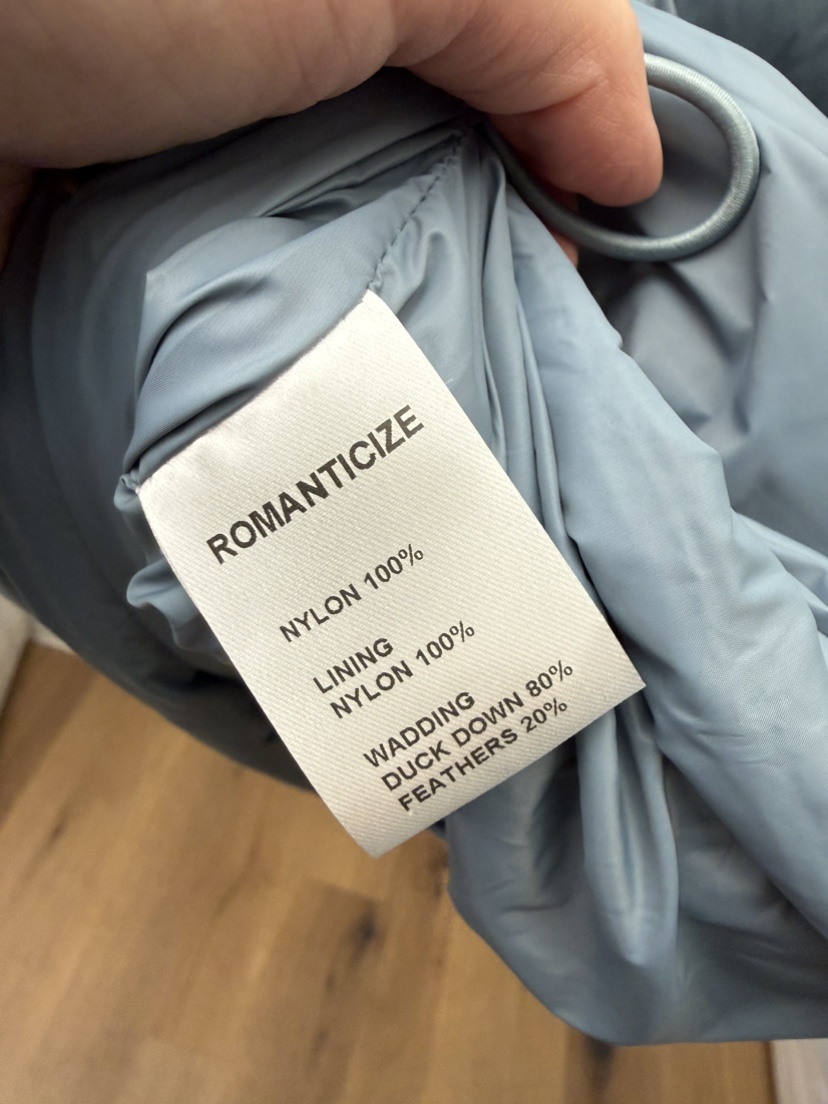 ROMANTICIZE
NYLON 100%
LINING
NYLON 100%
WADDING
DUCK DOWN 80%
FEATHERS 20%